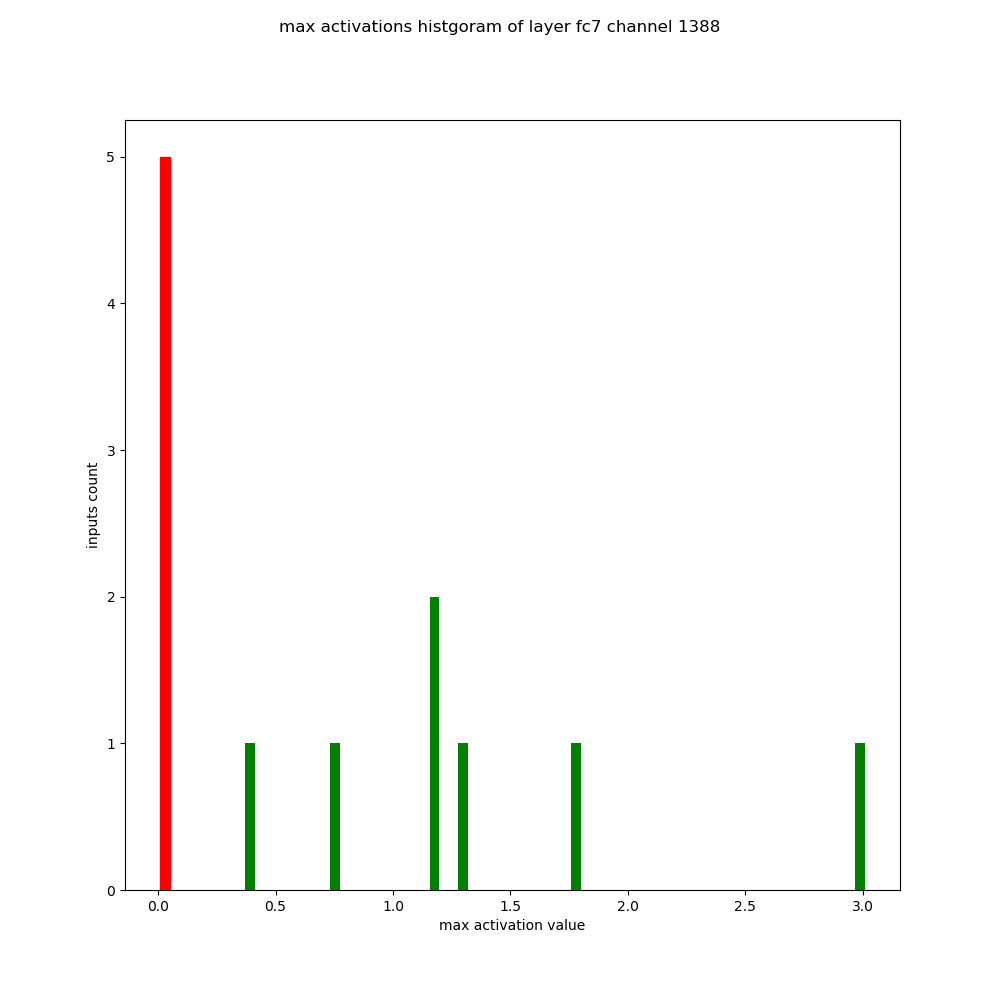 max activations histgoram of layer fc7 channel 1388
5
4
3
2
1
0
inputs count
0.0 0.5 1.0 1.5 2.0 2.5 3.0
max activation value